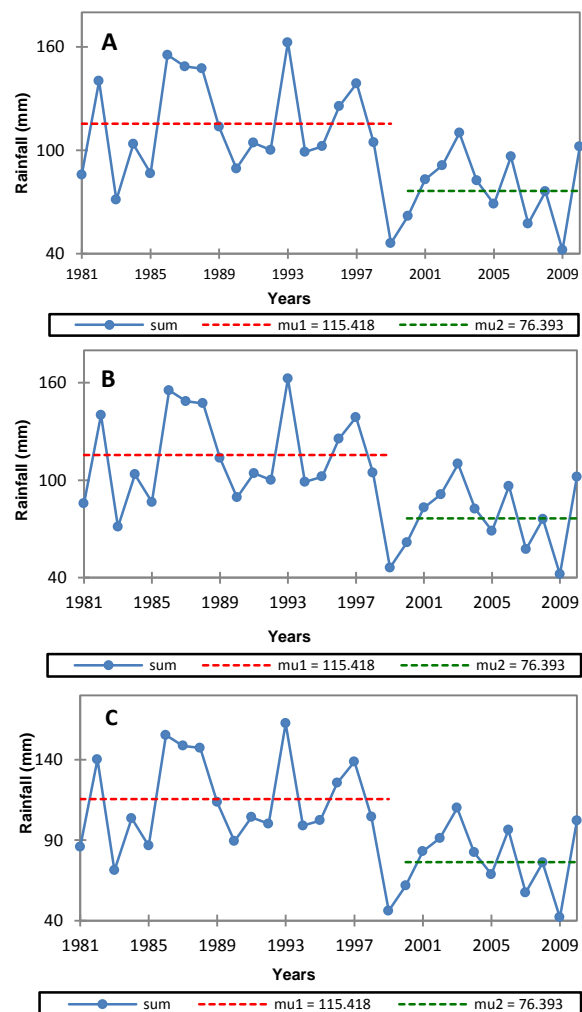 A
Rainfall (mm)
160
100
40
1981 1985 1989 1993 1997 2001 2005 2009
Years
sum mu1 = 115.418 mu2 = 76.393
B
Rainfall (mm)
160
100
40
1981 1985 1989 1993 1997 2001 2005 2009
Years
sum mu1 = 115.418 mu2 = 76.393
C
Rainfall (mm)
140
90
40
1981 1985 1989 1993 1997 2001 2005 2009
Years
sum mu1 = 115.418 mu2 = 76.393